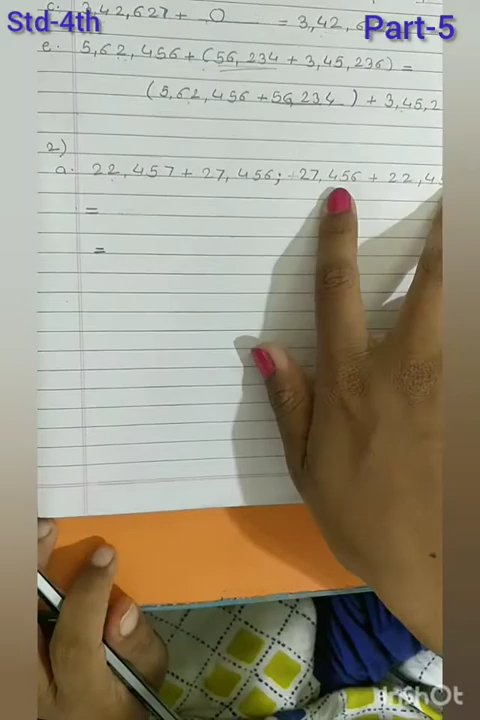 Std-4th
Part-5
c. 3,42,627 + 0 = 3,42,6
e. 5,62,456 + (56,234 + 3,45,236) =
(5,62,456 + 56,234) + 3,45,2
2)
a. 22,457 + 27,456; 27,456 + 22,4
=
=
InShOt